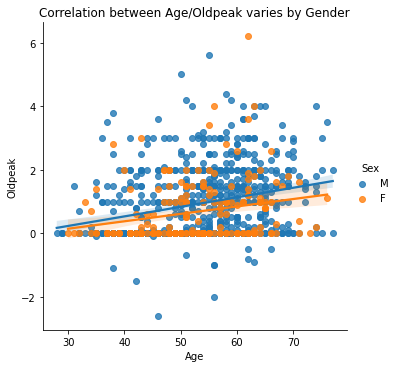 Correlation between Age/Oldpeak varies by Gender
6
4
2
0
−2
Oldpeak
30
40
50
60
70
Age
Sex
M
F